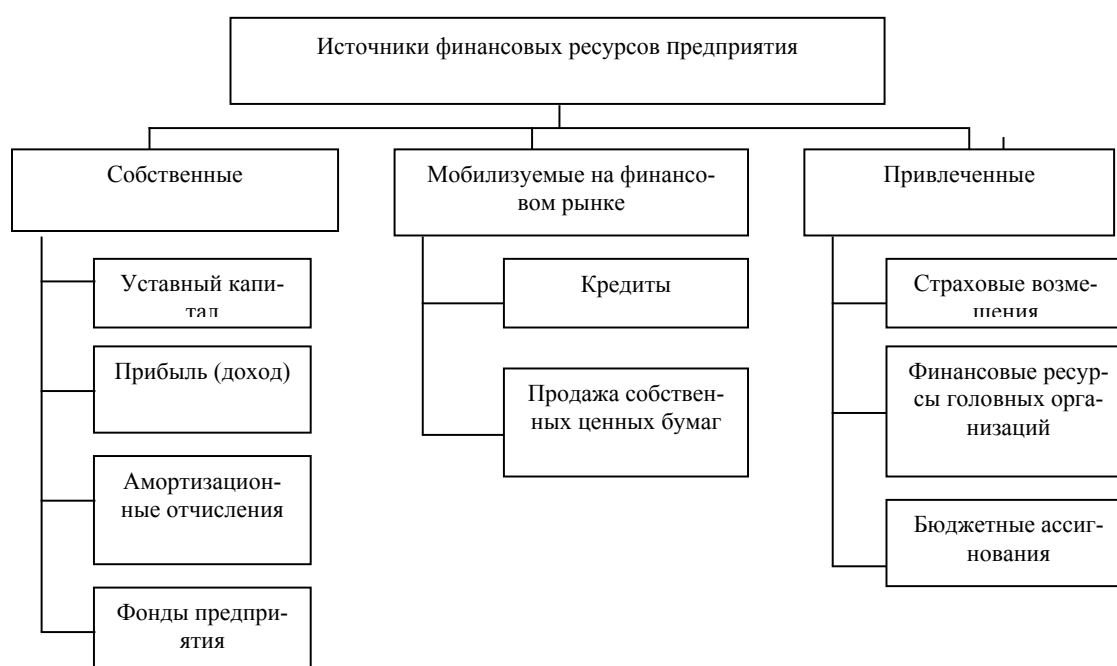 Источники финансовых ресурсов предприятия
Собственные
Мобилизуемые на финансо-
вом рынке
Привлеченные
Уставный капи-
тал
Прибыль (доход)
Амортизацион-
ные отчисления
Фонды предпри-
ятия
Кредиты
Продажа собствен-
ных ценных бумаг
Страховые возме-
щения
Финансовые ресур-
сы головных орга-
низаций
Бюджетные ассиг-
нования